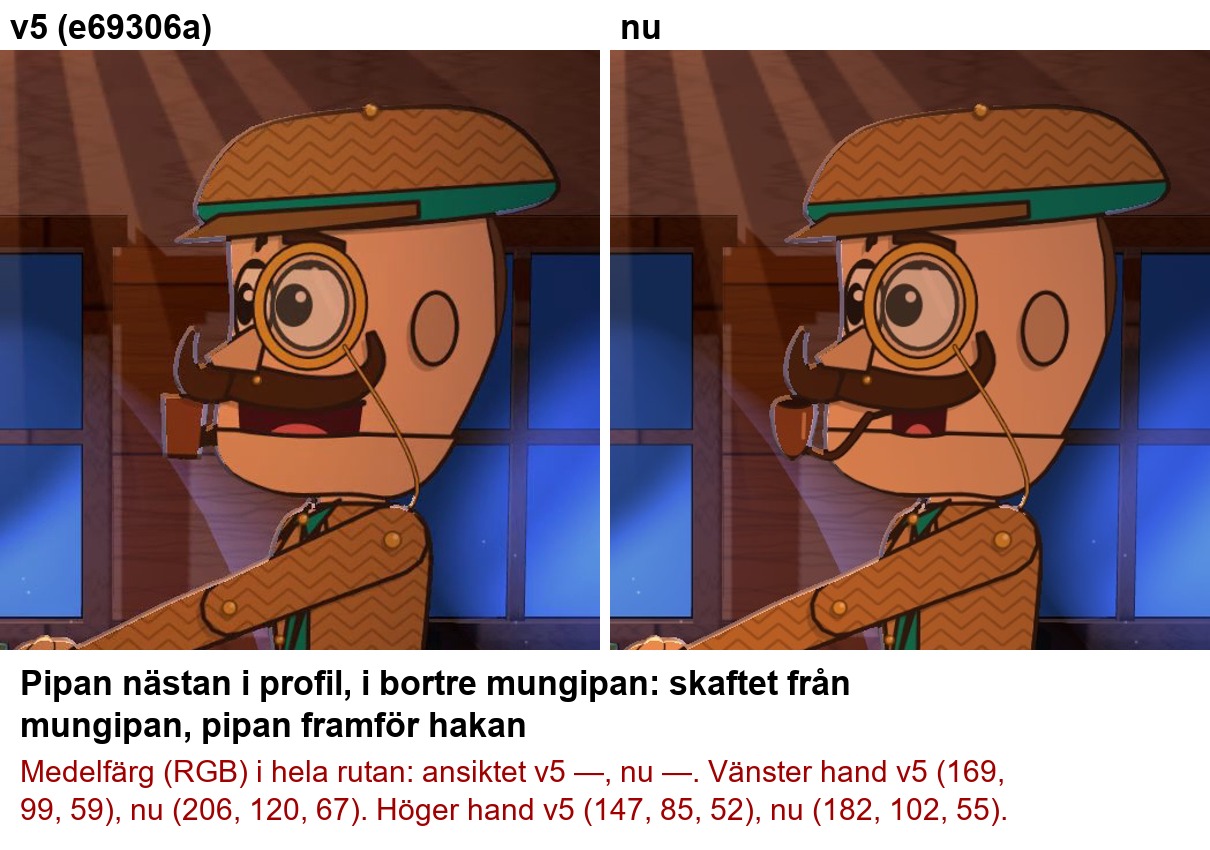 v5 (e69306a)
nu
Pipan nästan i profil, i bortre mungipan: skaftet från
mungipan, pipan framför hakan
Medelfärg (RGB) i hela rutan: ansiktet v5 —, nu —. Vänster hand v5 (169,
99, 59), nu (206, 120, 67). Höger hand v5 (147, 85, 52), nu (182, 102, 55).